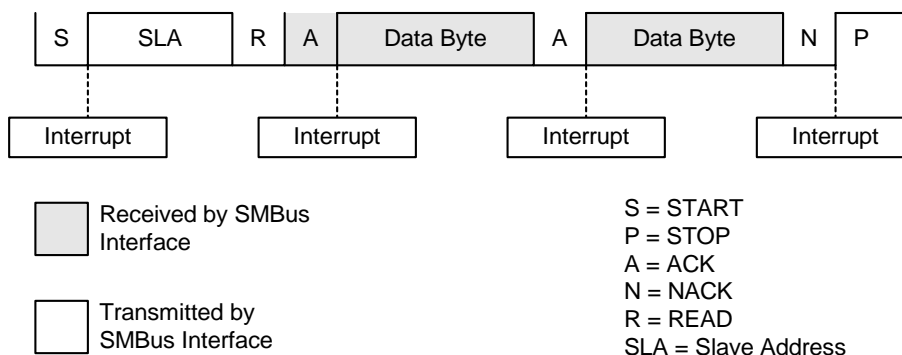 S SLA R A Data Byte A Data Byte N P
Interrupt Interrupt Interrupt Interrupt
Received by SMBus
Interface
Transmitted by
SMBus Interface
S = START
P = STOP
A = ACK
N = NACK
R = READ
SLA = Slave Address